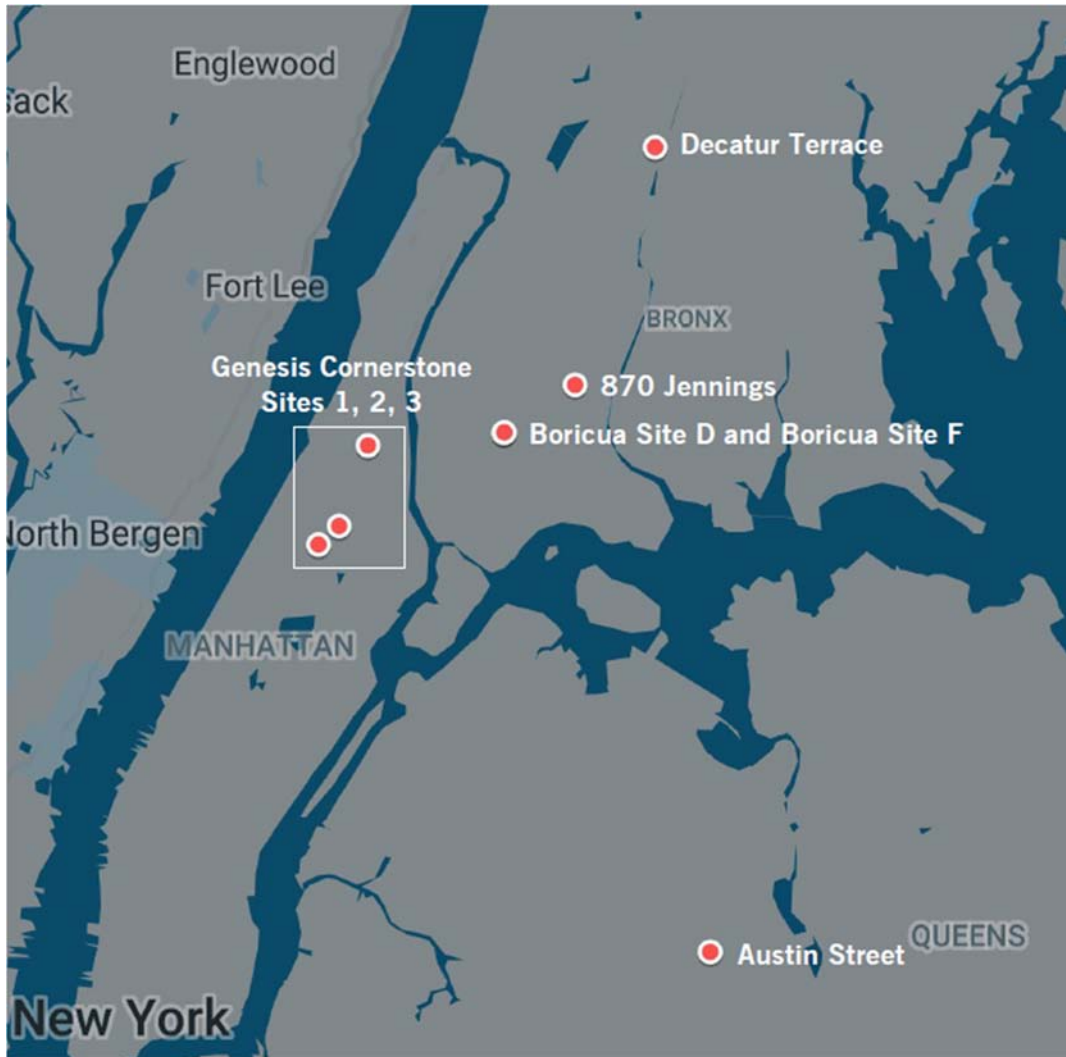 Englewood
sack
Decatur Terrace
Fort Lee
BRONX
Genesis Cornerstone
Sites 1, 2, 3
870 Jennings
Boricua Site D and Boricua Site F
North Bergen
MANHATTAN
QUEENS
Austin Street
New York